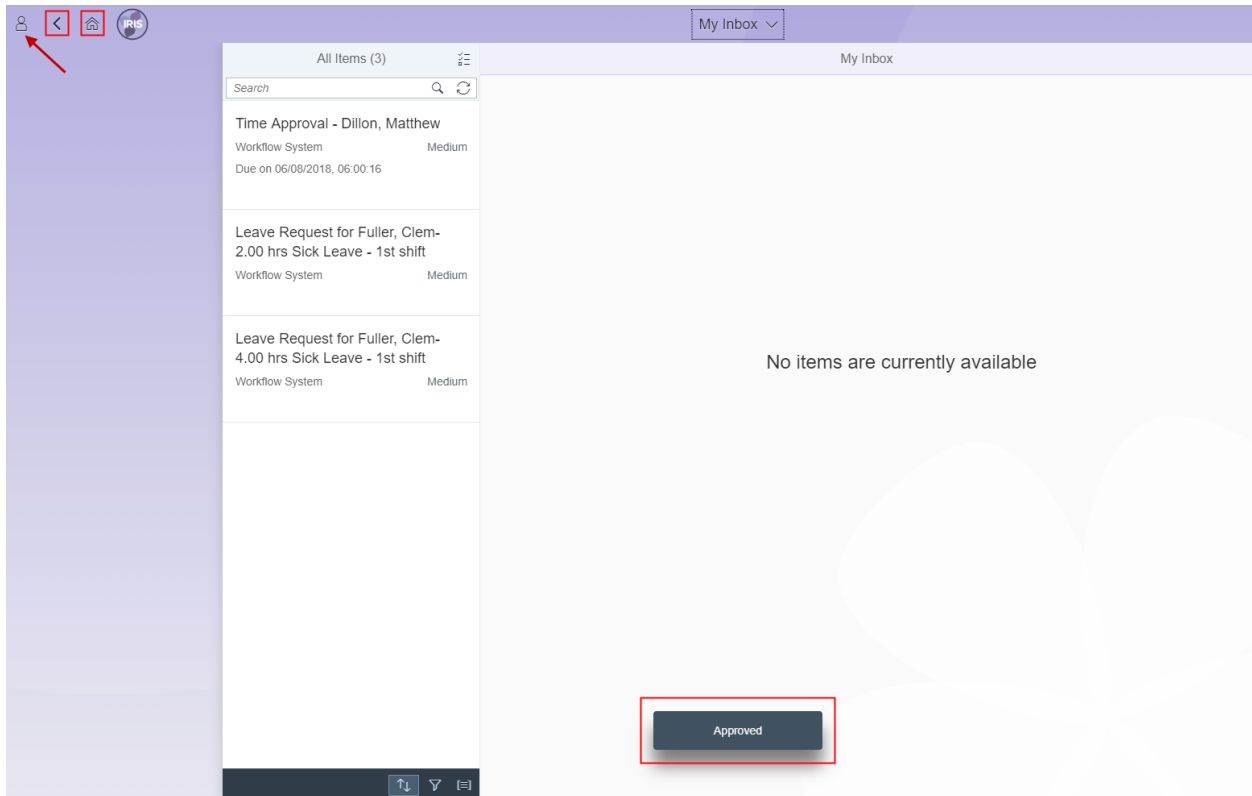 IRIS
My Inbox
All Items (3)
My Inbox
Search
Time Approval - Dillon, Matthew
Workflow System Medium
Due on 06/08/2018, 06:00:16
Leave Request for Fuller, Clem-
2.00 hrs Sick Leave - 1st shift
Workflow System Medium
Leave Request for Fuller, Clem-
4.00 hrs Sick Leave - 1st shift
Workflow System Medium
No items are currently available
Approved